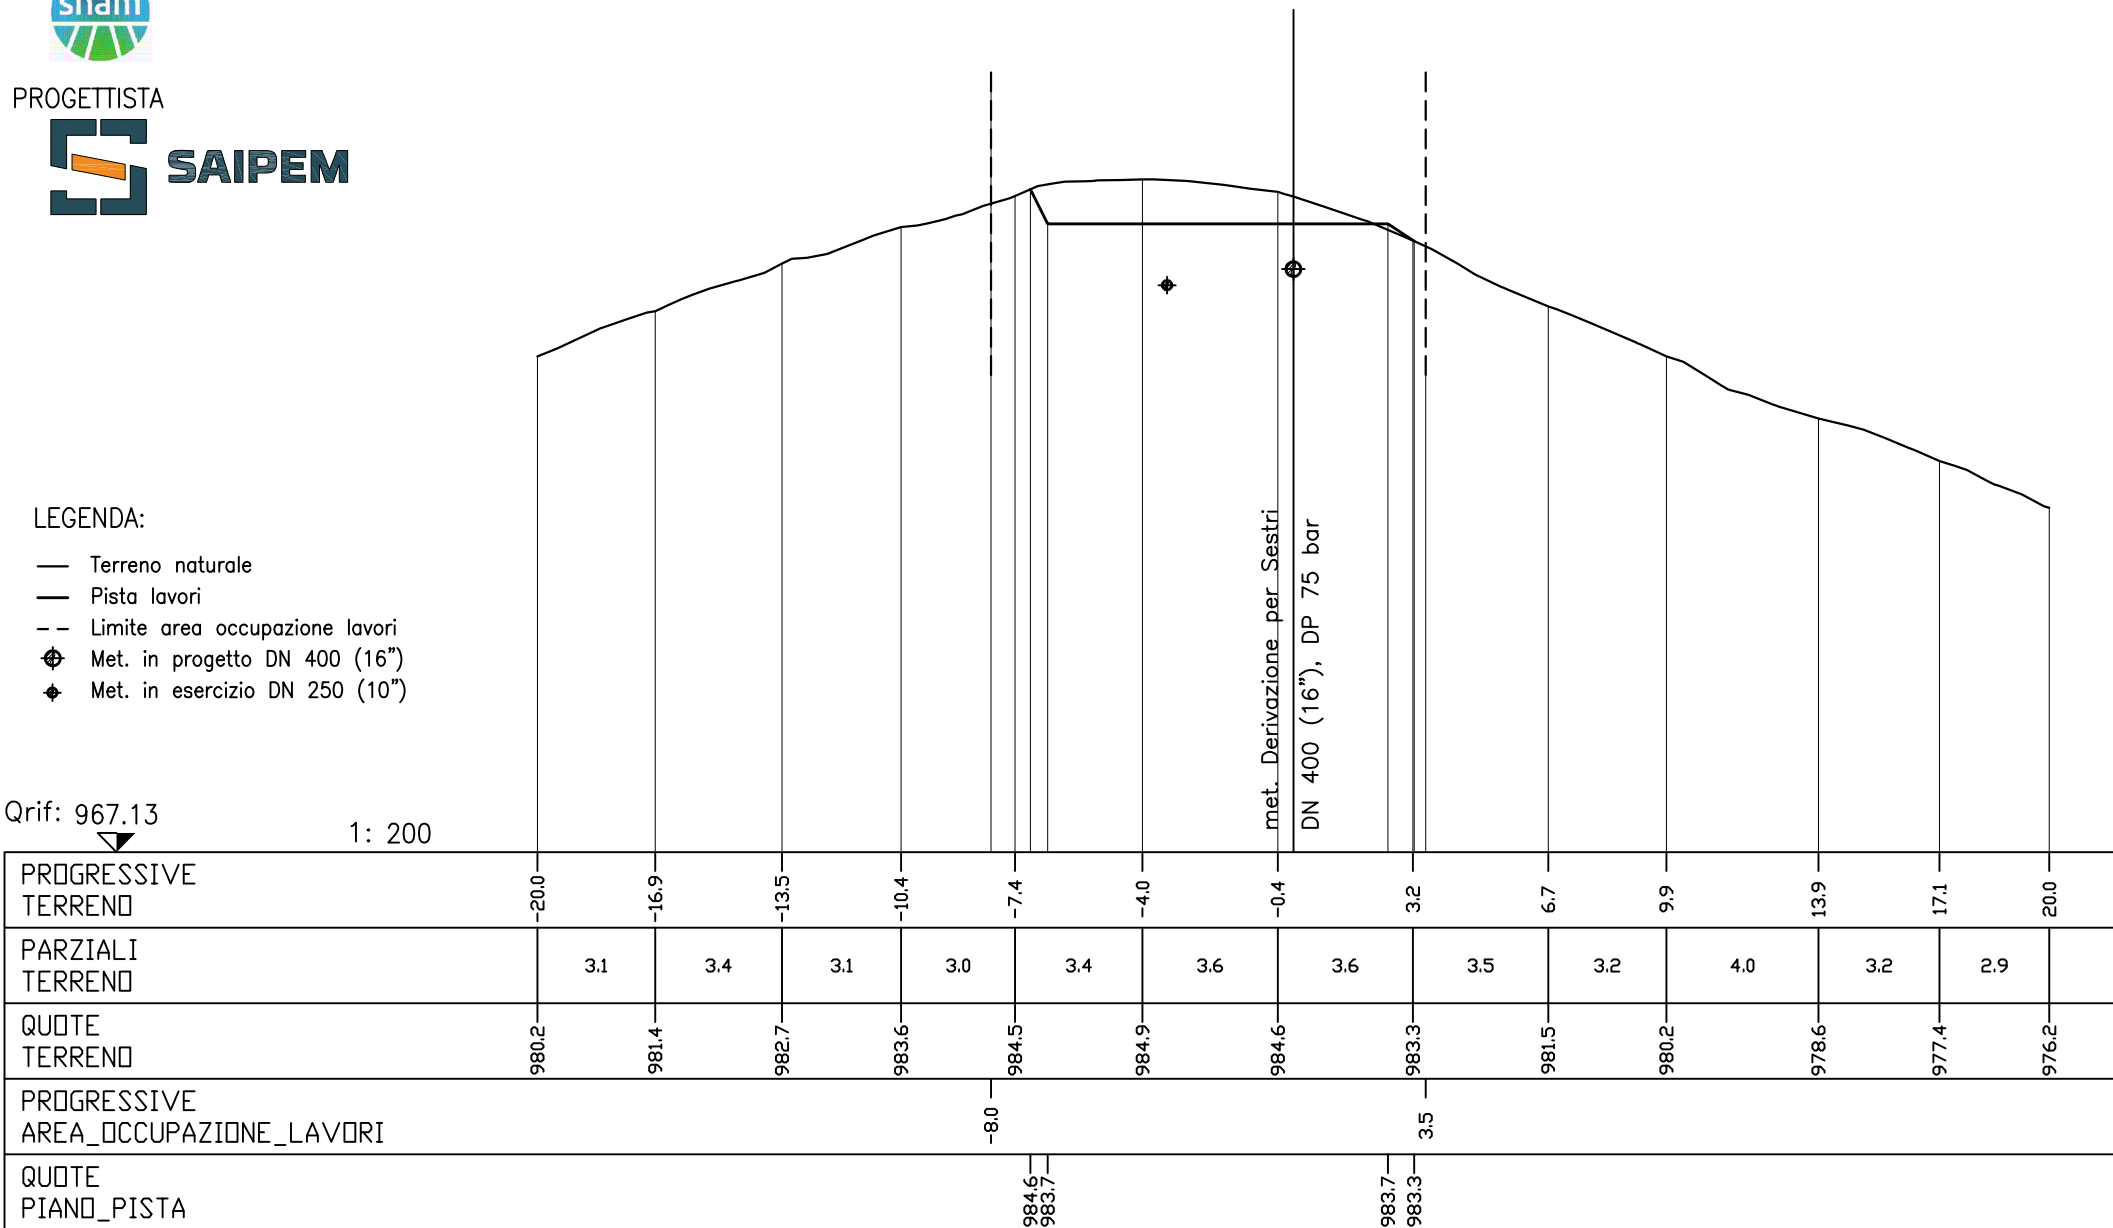 snam
PROGETTISTA
SAIPEM
LEGENDA:
Terreno naturale
Pista lavori
Limite area occupazione lavori
Met. in progetto DN 400 (16")
Met. in esercizio DN 250 (10")
met. Derivazione per Sestri
DN 400 (16"), DP 75 bar
Qrif: 967.13
1: 200
PROGRESSIVE
TERRENO
-20.0 -16.9 -13.5 -10.4 -7.4 -4.0 -0.4 3.2 6.7 9.9 13.9 17.1 20.0
PARZIALI
TERRENO
3.1 3.4 3.1 3.0 3.4 3.6 3.6 3.5 3.2 4.0 3.2 2.9
QUOTE
TERRENO
980.2 981.4 982.7 983.6 984.5 984.9 984.6 983.3 981.5 980.2 978.6 977.4 976.2
PROGRESSIVE
AREA_OCCUPAZIONE_LAVORI
-8.0 3.5
QUOTE
PIANO_PISTA
984.6 983.7 983.7 983.3